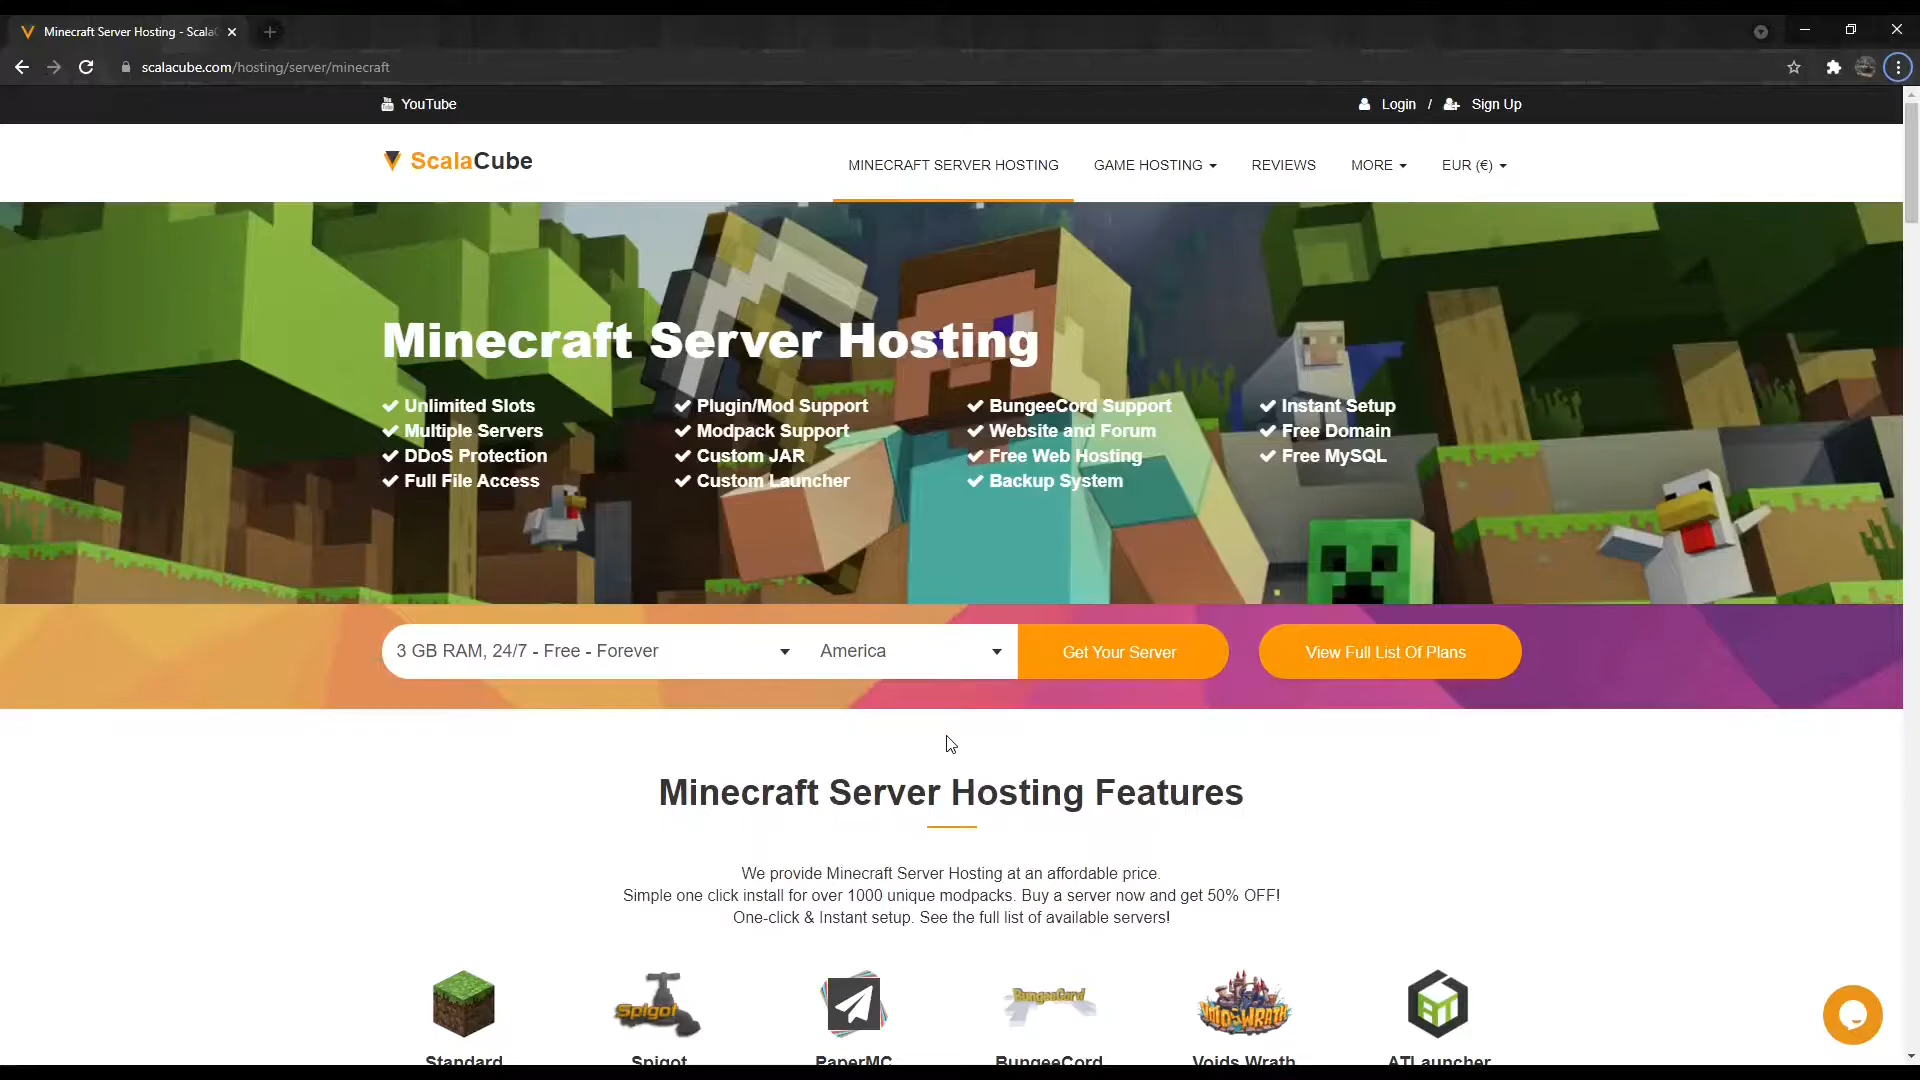 Minecraft Server Hosting - Scala
scalacube.com/hosting/server/minecraft
YouTube
Login / Sign Up
ScalaCube
MINECRAFT SERVER HOSTING
GAME HOSTING
REVIEWS
MORE
EUR (€)
Minecraft Server Hosting
Unlimited Slots
Plugin/Mod Support
BungeeCord Support
Instant Setup
Multiple Servers
Modpack Support
Website and Forum
Free Domain
DDoS Protection
Custom JAR
Free Web Hosting
Free MySQL
Full File Access
Custom Launcher
Backup System
3 GB RAM, 24/7 - Free - Forever
America
Get Your Server
View Full List Of Plans
Minecraft Server Hosting Features
We provide Minecraft Server Hosting at an affordable price.
Simple one click install for over 1000 unique modpacks. Buy a server now and get 50% OFF!
One-click & Instant setup. See the full list of available servers!
Spigot
BungeeCord
VOIDSWRATH
Standard
Spigot
PaperMC
BungeeCord
Voids Wrath
ATLauncher